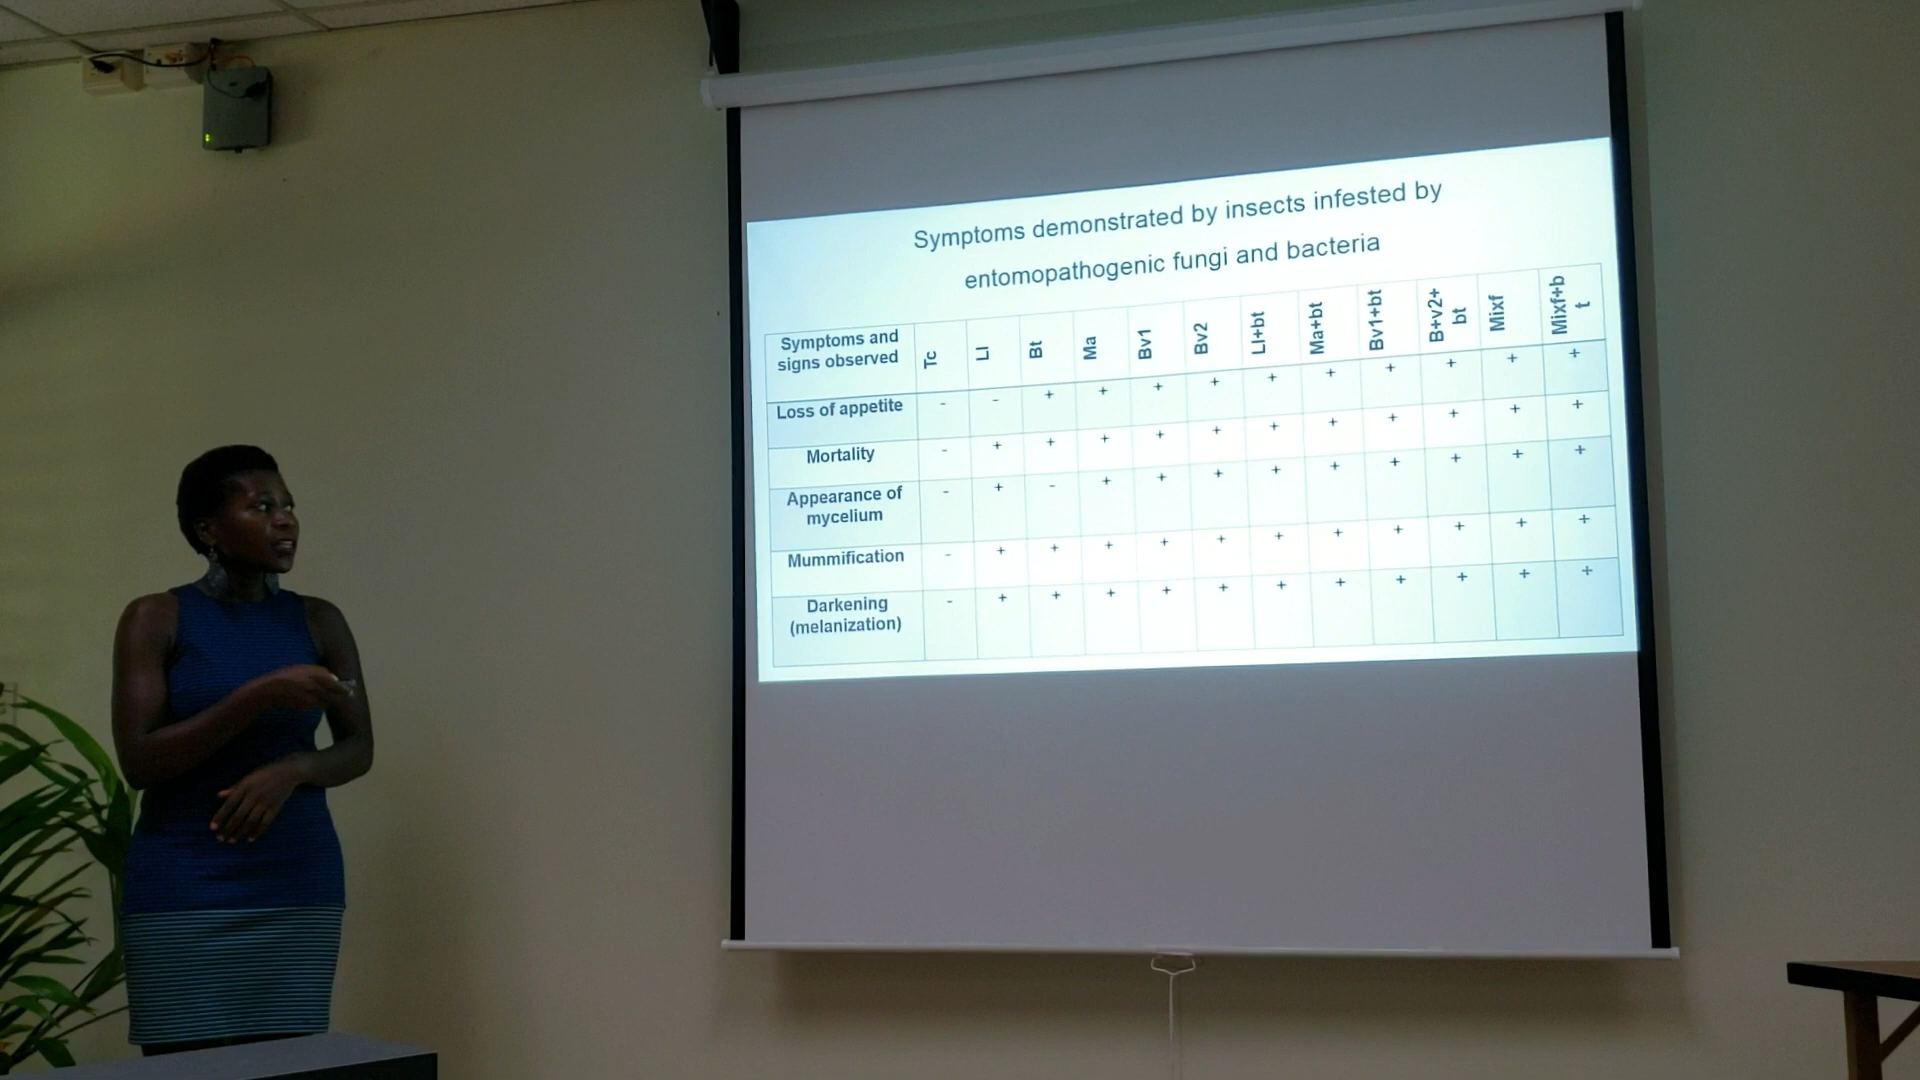 Symptoms demonstrated by insects infested by
entomopathogenic fungi and bacteria
Symptoms and
signs observed
Tc
Ll
Bt
Ma
Bv1
Bv2
Ll+bt
Ma+bt
Bv1+bt
B+v2+
bt
Mixf
Mixf+b
t
Loss of appetite - - + + + + + + + + + +
Mortality - + + + + + + + + + + +
Appearance of
mycelium - + - + + + + + + + + +
Mummification - + + + + + + + + + + +
Darkening
(melanization) - + + + + + + + + + + +